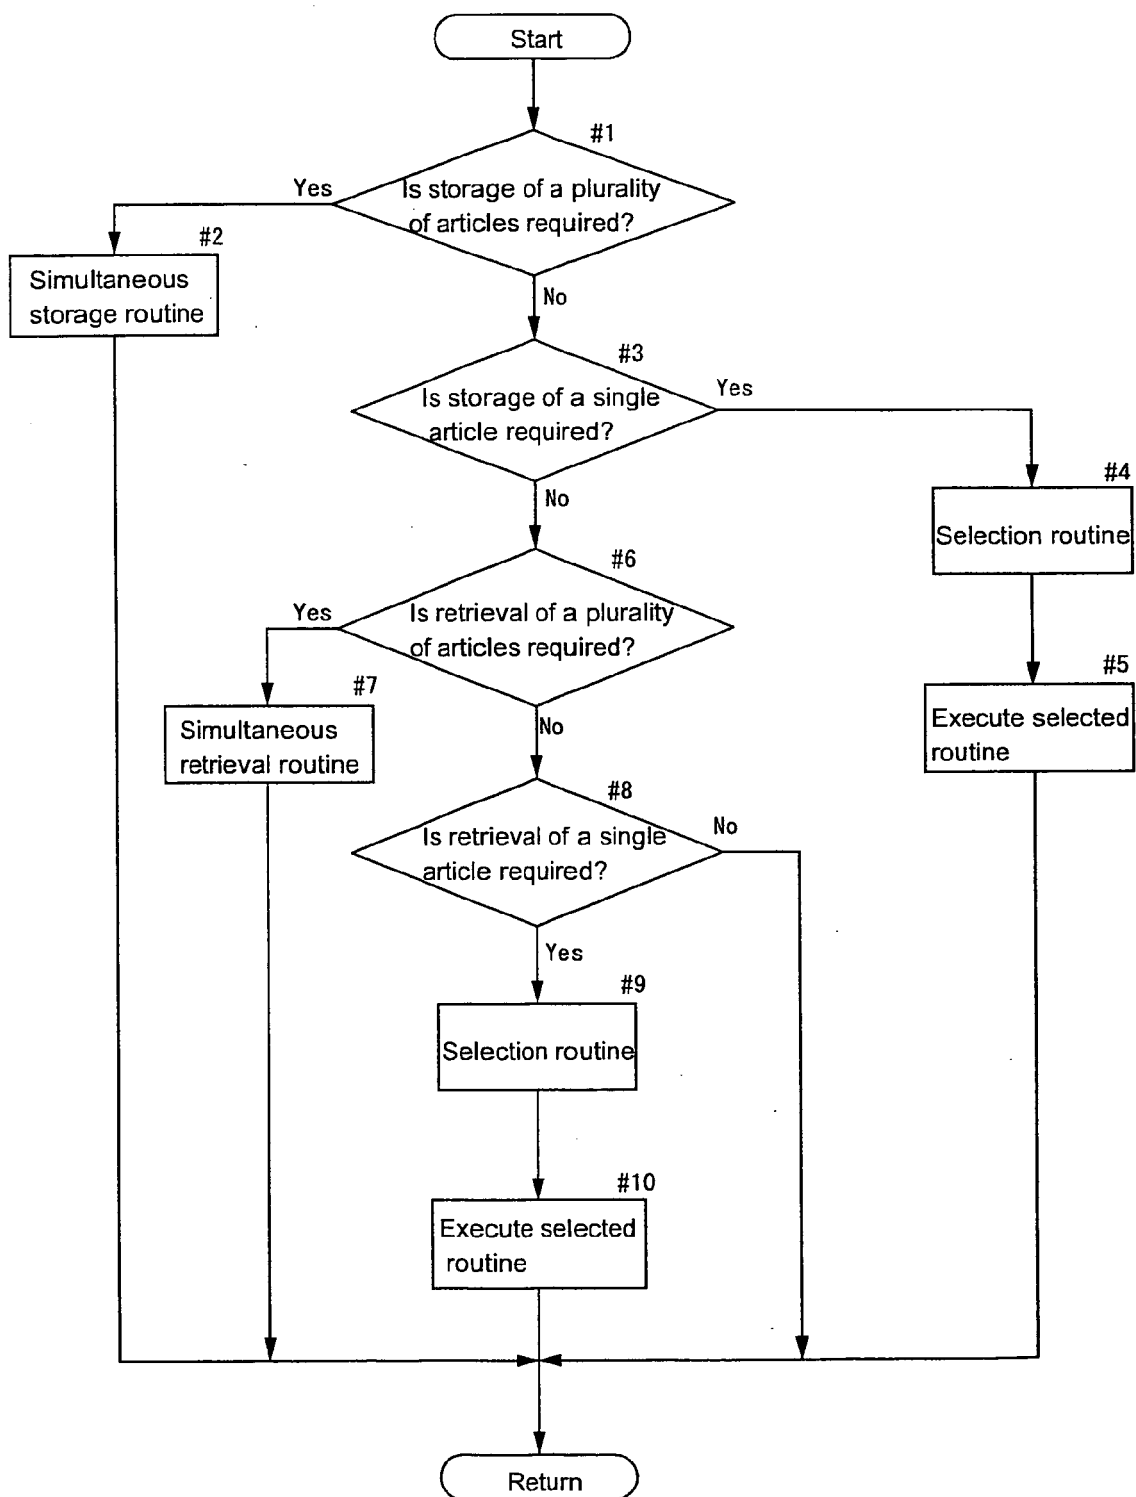 Start
#1
Is storage of a plurality
of articles required?
Yes
No
#2
Simultaneous
storage routine
#3
Is storage of a single
article required?
Yes
No
#4
Selection routine
#5
Execute selected
routine
#6
Is retrieval of a plurality
of articles required?
Yes
No
#7
Simultaneous
retrieval routine
#8
Is retrieval of a single
article required?
No
Yes
#9
Selection routine
#10
Execute selected
routine
Return